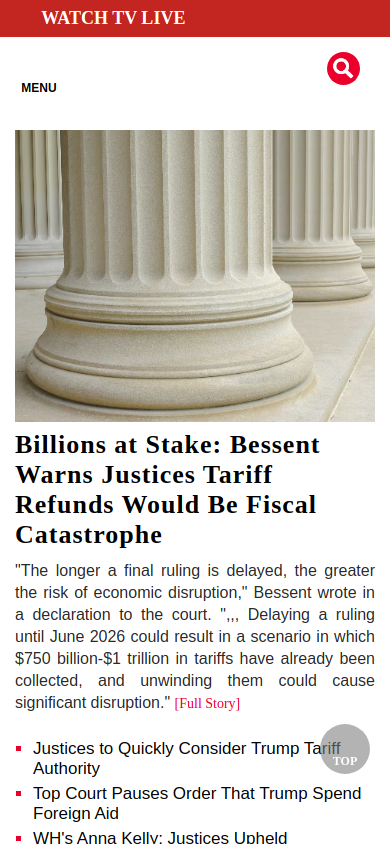 WATCH TV LIVE
MENU
Billions at Stake: Bessent
Warns Justices Tariff
Refunds Would Be Fiscal
Catastrophe
"The longer a final ruling is delayed, the greater
the risk of economic disruption," Bessent wrote in
a declaration to the court. ",,, Delaying a ruling
until June 2026 could result in a scenario in which
$750 billion-$1 trillion in tariffs have already been
collected, and unwinding them could cause
significant disruption." [Full Story]
Justices to Quickly Consider Trump Tariff
Authority
TOP
Top Court Pauses Order That Trump Spend
Foreign Aid
WH's Anna Kelly: Justices Upheld